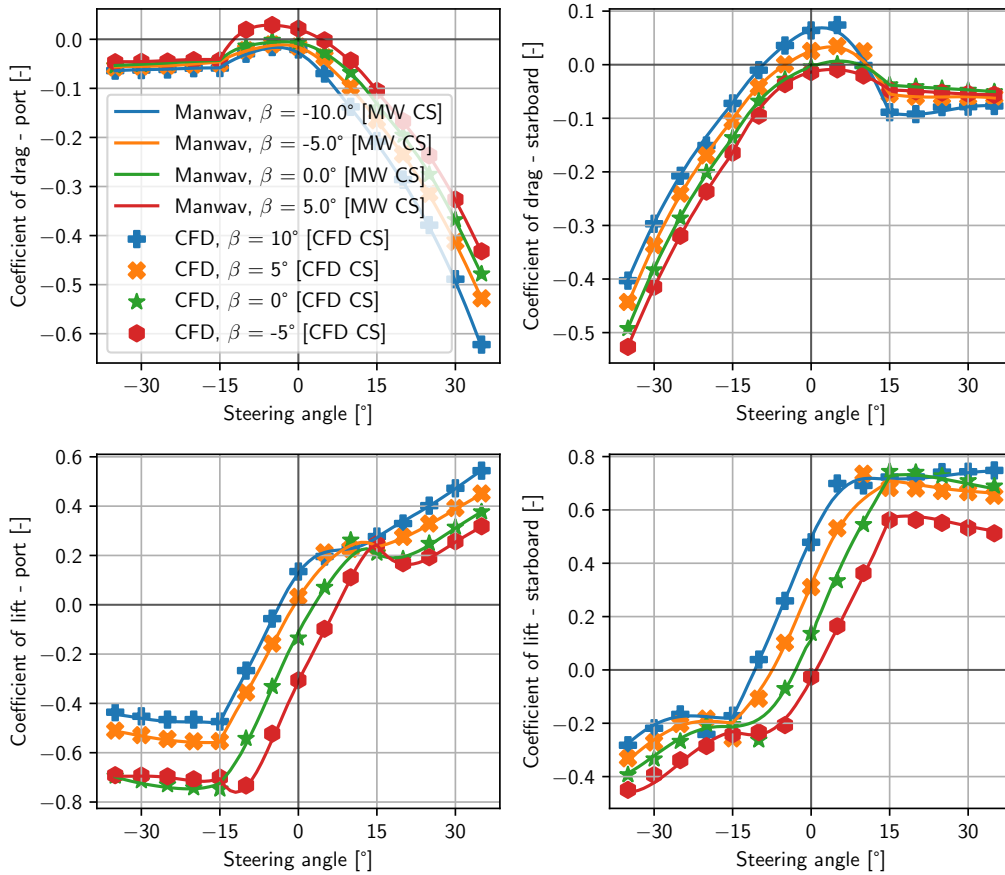 0.0
−0.1
−0.2
−0.3
−0.4
−0.5
−0.6
Coefficient of drag - port [-]
Manwav, β = -10.0° [MW CS]
Manwav, β = -5.0° [MW CS]
Manwav, β = 0.0° [MW CS]
Manwav, β = 5.0° [MW CS]
CFD, β = 10° [CFD CS]
CFD, β = 5° [CFD CS]
CFD, β = 0° [CFD CS]
CFD, β = -5° [CFD CS]
−30 −15 0 15 30
Steering angle [°]
0.1
0.0
−0.1
−0.2
−0.3
−0.4
−0.5
Coefficient of drag - starboard [-]
−30 −15 0 15 30
Steering angle [°]
0.6
0.4
0.2
0.0
−0.2
−0.4
−0.6
−0.8
Coefficient of lift - port [-]
−30 −15 0 15 30
Steering angle [°]
0.8
0.6
0.4
0.2
0.0
−0.2
−0.4
Coefficient of lift - starboard [-]
−30 −15 0 15 30
Steering angle [°]